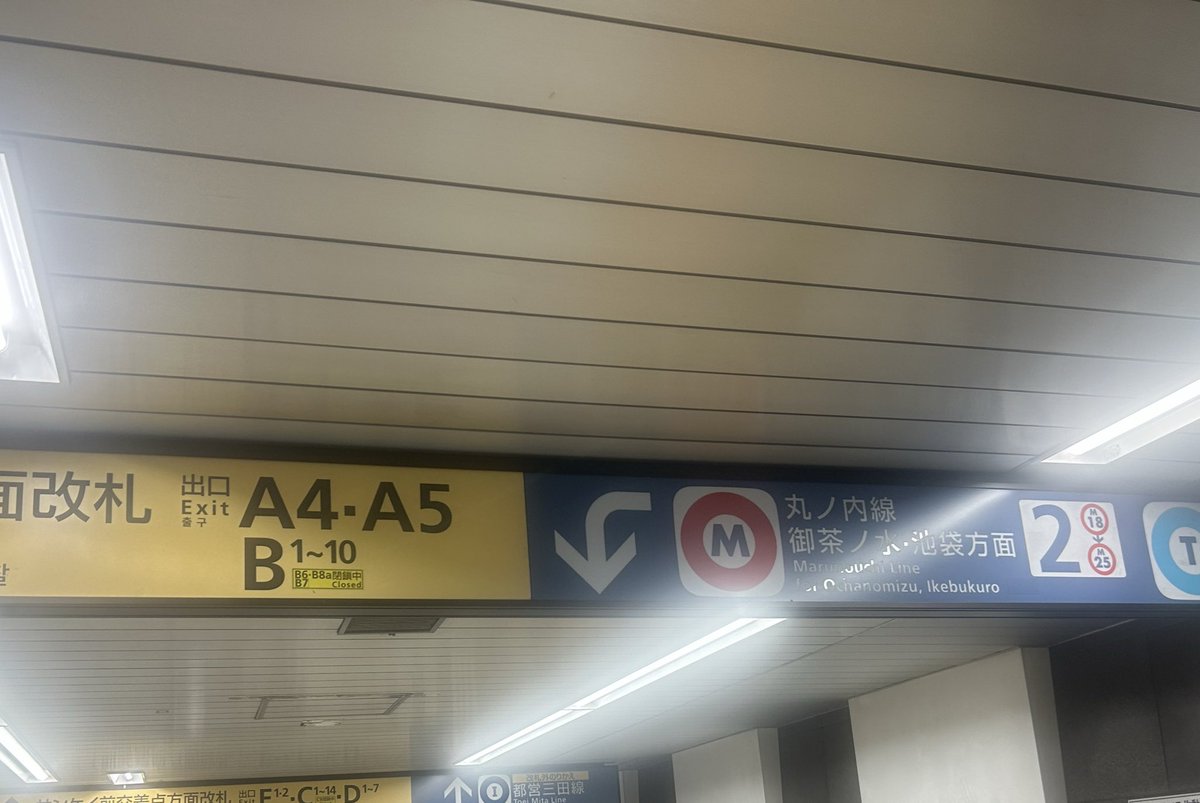 面改札
出口
Exit
출구
A4・A5
B1~10
B6・B8a閉鎖中
B7 Closed
M
丸ノ内線
御茶ノ水・池袋方面
Marunouchi Line
for Ochanomizu, Ikebukuro
2
M
18
M
25
T
前交差点方面改札
出口
Exit
E1・2・C1~14・D1~7
I
改札外のりかえ
都営三田線
Toei Mita Line